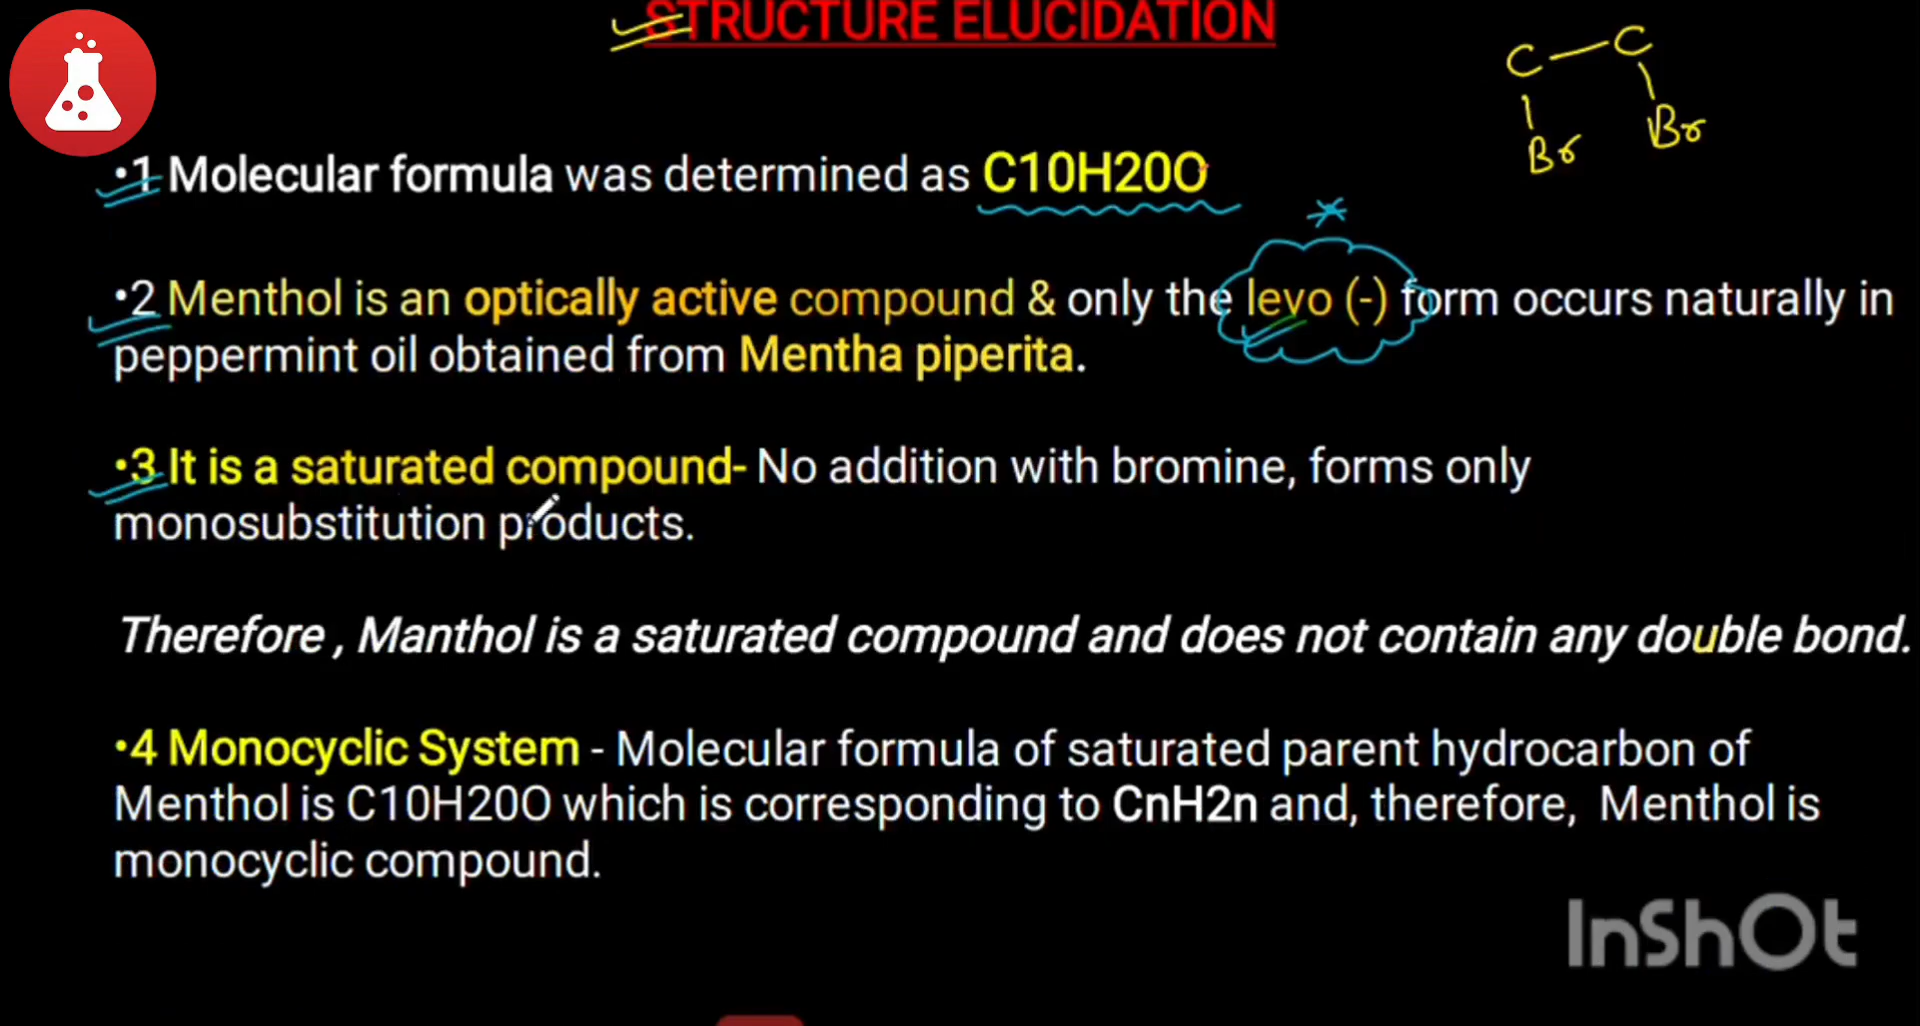 STRUCTURE ELUCIDATION
C — C
Br Br
•1 Molecular formula was determined as C10H20O
•2 Menthol is an optically active compound & only the levo (-) form occurs naturally in
peppermint oil obtained from Mentha piperita.
•3 It is a saturated compound- No addition with bromine, forms only
monosubstitution products.
Therefore , Manthol is a saturated compound and does not contain any double bond.
•4 Monocyclic System - Molecular formula of saturated parent hydrocarbon of
Menthol is C10H20O which is corresponding to CnH2n and, therefore, Menthol is
monocyclic compound.
InShOt